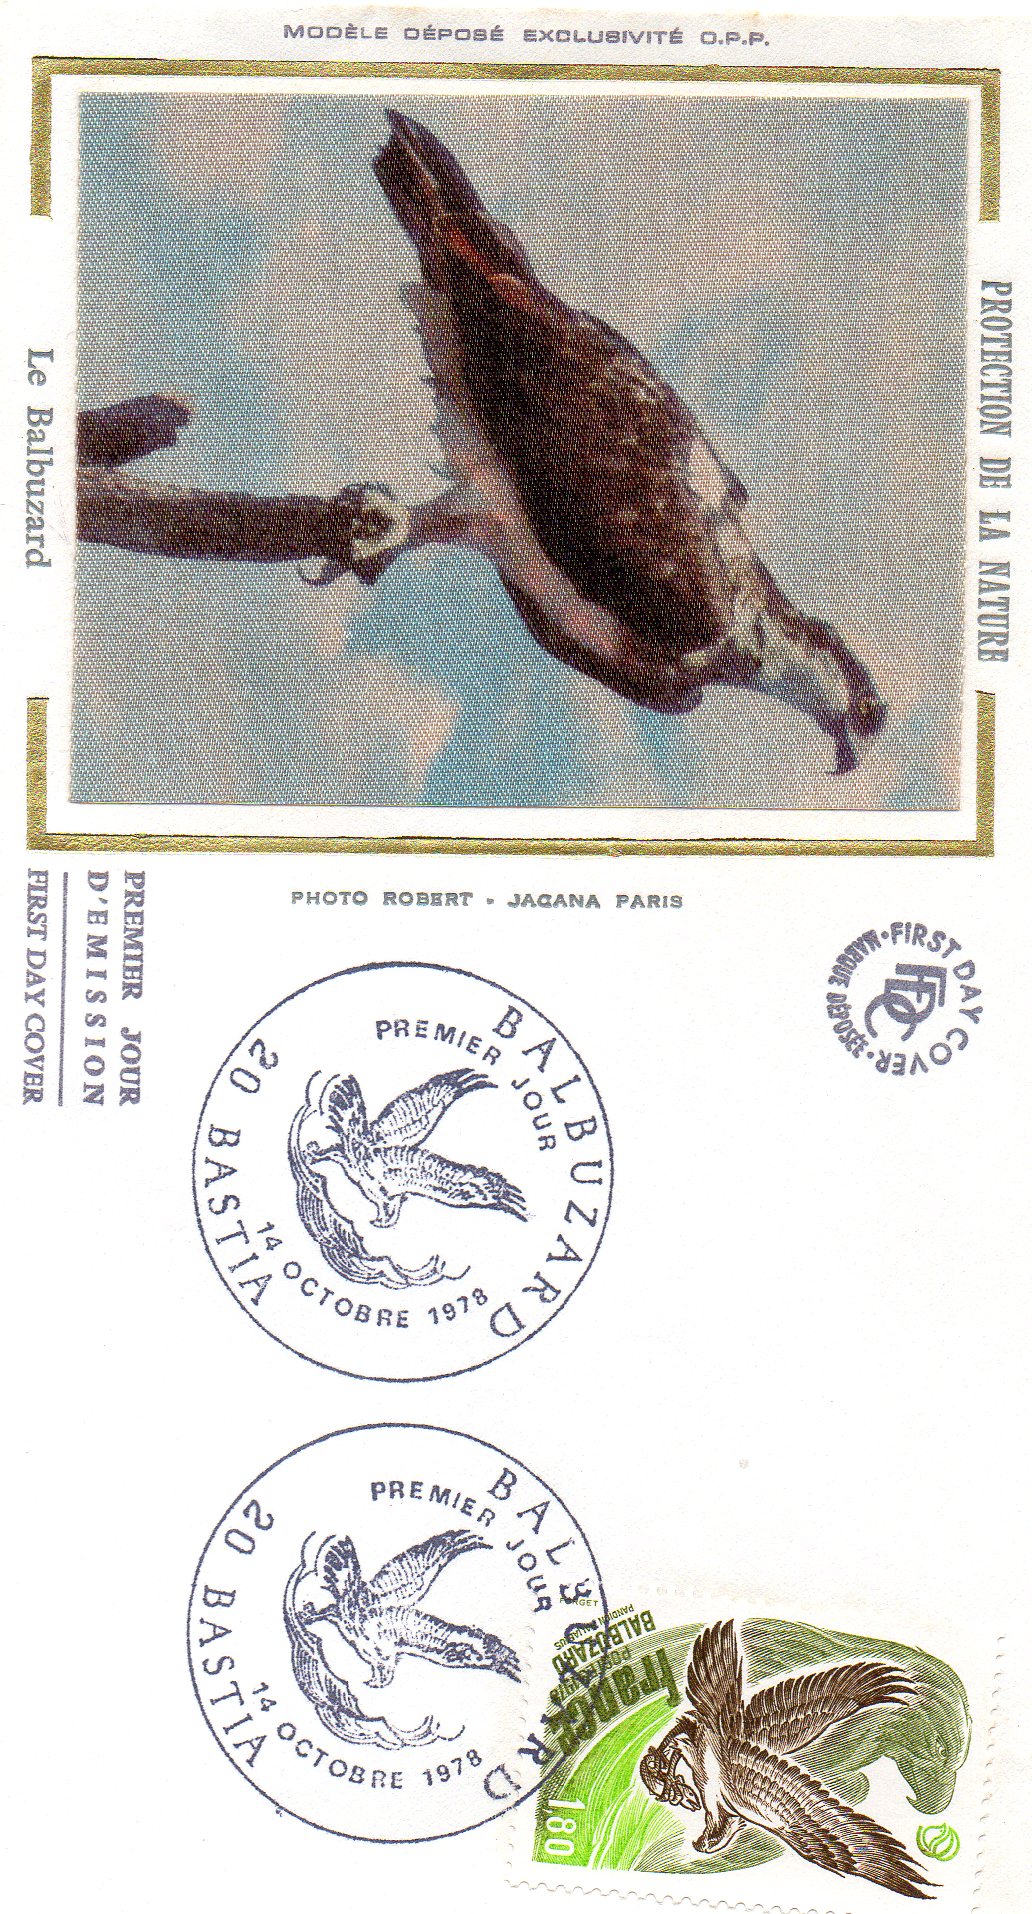 PROTECTION DE LA NATURE
MODÈLE DÉPOSÉ EXCLUSIVITÉ O.P.P.
Le Balbuzard
PHOTO ROBERT - JACANA PARIS
FIRST DAY COVER
FDC
MARQUE DÉPOSÉE
PREMIER JOUR
D'EMISSION
FIRST DAY COVER
BALBUZARD
PREMIER JOUR
14 OCTOBRE 1978
20 BASTIA
BALBUZARD
PREMIER JOUR
14 OCTOBRE 1978
20 BASTIA
france
BALBUZARD
1,80